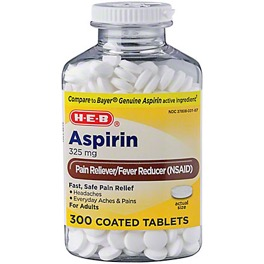 Compare to Bayer® Genuine Aspirin active ingredient†
H-E-B
Aspirin
325 mg
Pain Reliever/Fever Reducer (NSAID)
Fast, Safe Pain Relief
• Headaches
• Everyday Aches & Pains
For Adults
actual
size
300 COATED TABLETS